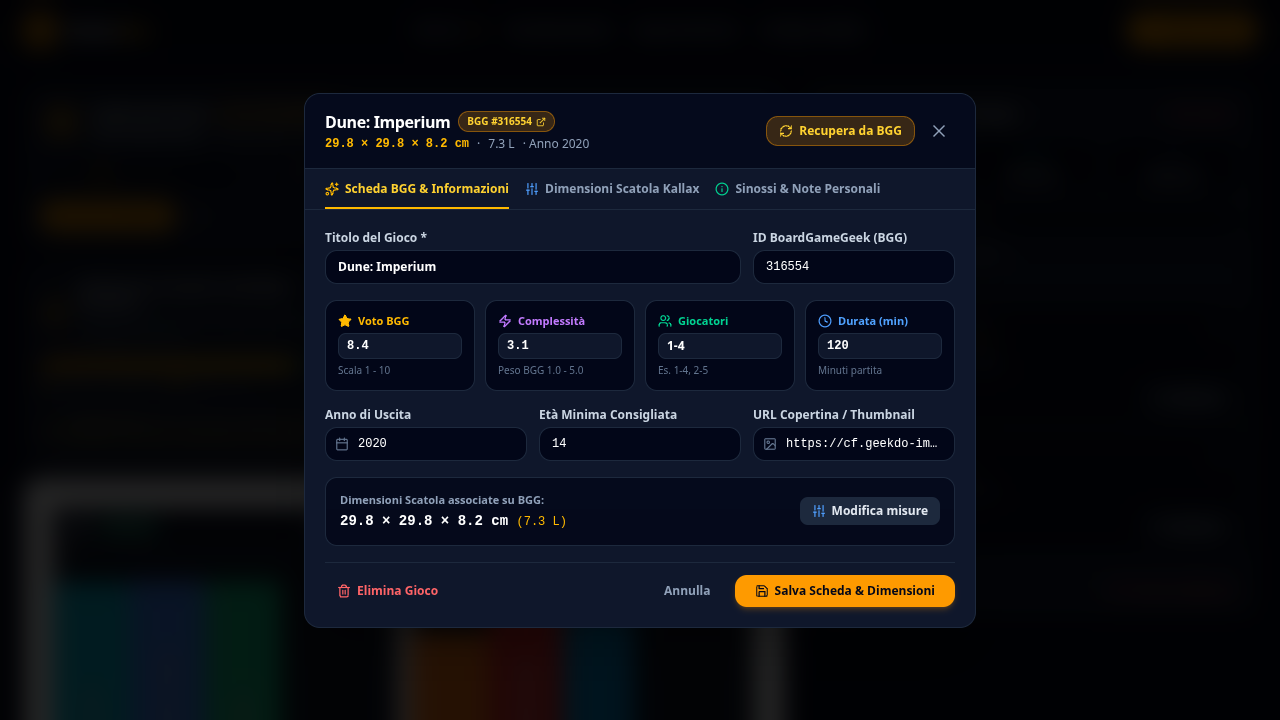 Dune: Imperium BGG #316554
29.8 × 29.8 × 8.2 cm · 7.3 L · Anno 2020
Recupera da BGG
Scheda BGG & Informazioni Dimensioni Scatola Kallax Sinossi & Note Personali
Titolo del Gioco * ID BoardGameGeek (BGG)
Dune: Imperium 316554
Voto BGG Complessità Giocatori Durata (min)
8.4 3.1 1-4 120
Scala 1 - 10 Peso BGG 1.0 - 5.0 Es. 1-4, 2-5 Minuti partita
Anno di Uscita Età Minima Consigliata URL Copertina / Thumbnail
2020 14 https://cf.geekdo-im…
Dimensioni Scatola associate su BGG:
29.8 × 29.8 × 8.2 cm (7.3 L)
Modifica misure
Elimina Gioco Annulla Salva Scheda & Dimensioni